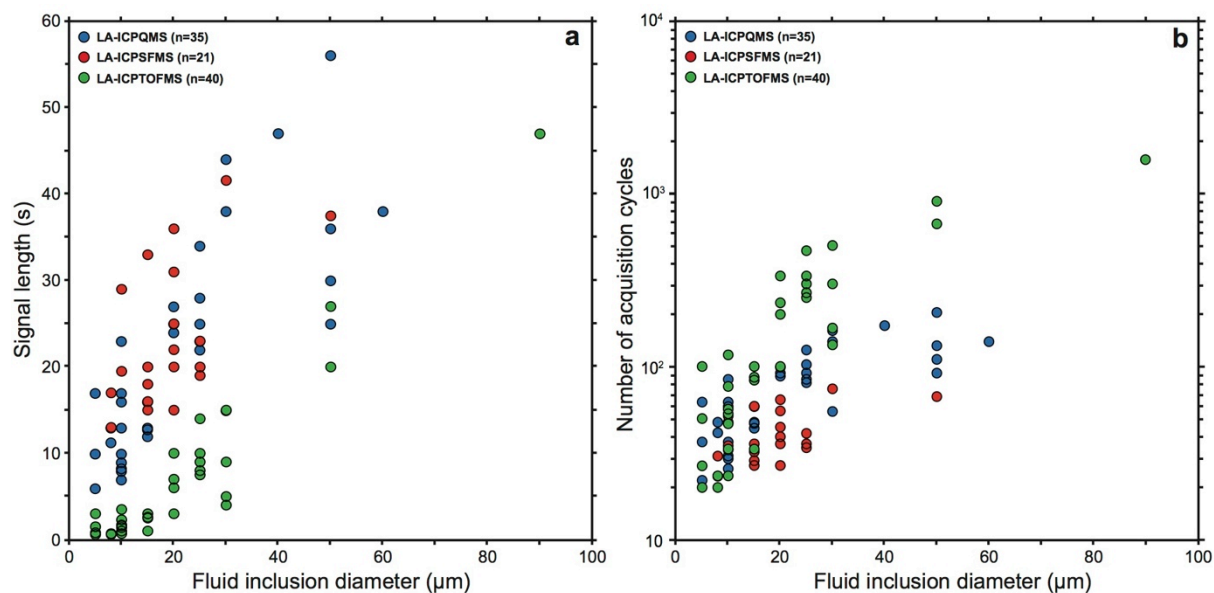 a
LA-ICPQMS (n=35)
LA-ICPSFMS (n=21)
LA-ICPTOFMS (n=40)
60
50
40
30
20
10
0
Signal length (s)
0 20 40 60 80 100
Fluid inclusion diameter (μm)
b
LA-ICPQMS (n=35)
LA-ICPSFMS (n=21)
LA-ICPTOFMS (n=40)
10⁴
10³
10²
10
Number of acquisition cycles
0 20 40 60 80 100
Fluid inclusion diameter (μm)